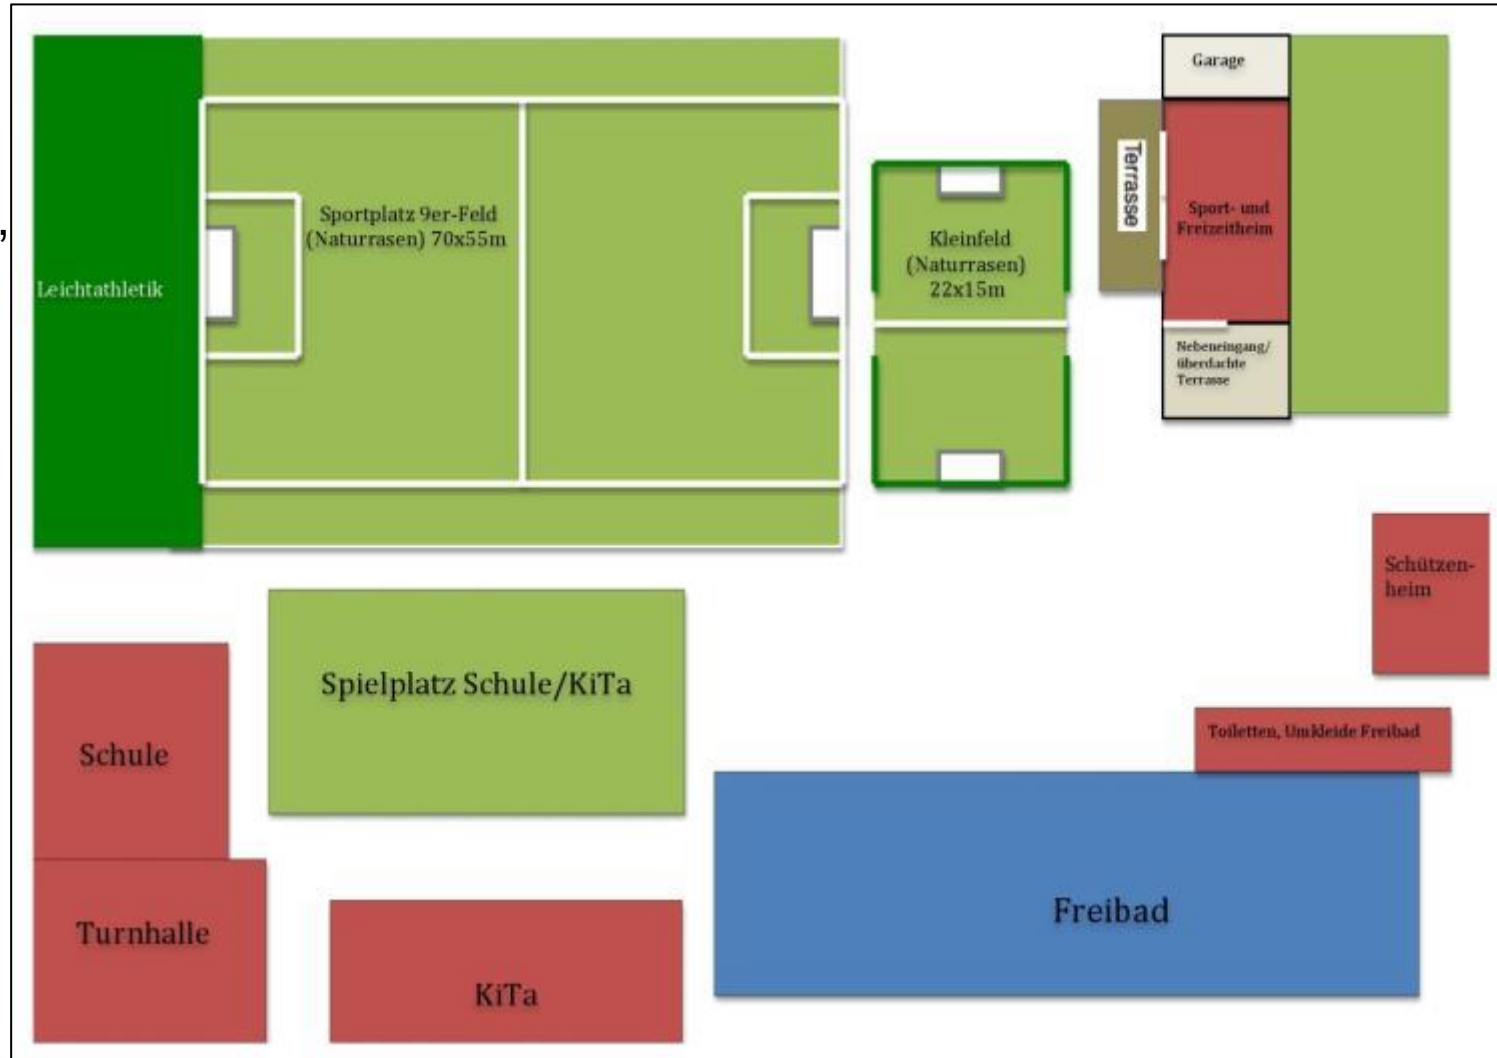 ,
Garage
Terrasse
Sportplatz 9er-Feld
(Naturrasen) 70x55m
Sport- und
Freizeitheim
Kleinfeld
(Naturrasen)
22x15m
Leichtathletik
Nebeneingang/
überdachte
Terrasse
Schützen-
heim
Spielplatz Schule/KiTa
Schule
Toiletten, Umkleide Freibad
Freibad
Turnhalle
KiTa